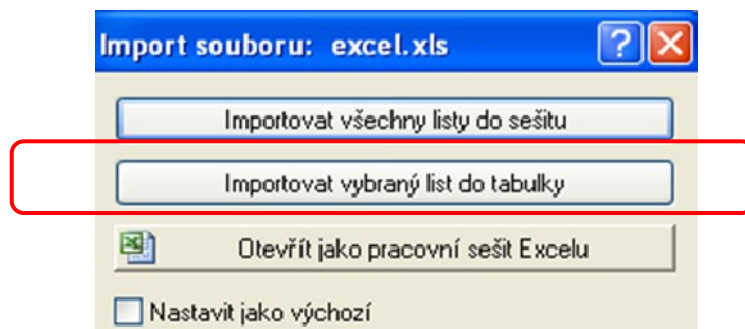 Import souboru: excel.xls
Importovat všechny listy do sešitu
Importovat vybraný list do tabulky
Otevřít jako pracovní sešit Excelu
Nastavit jako výchozí